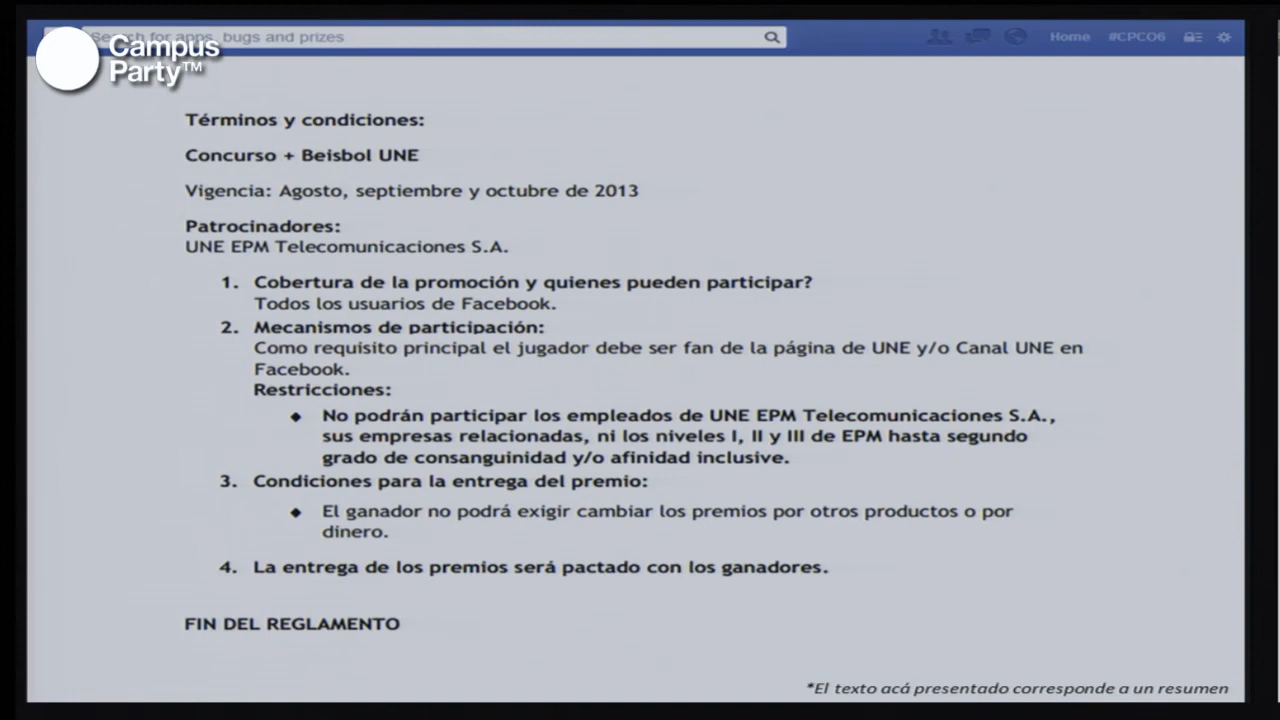 Search for apps, bugs and prizes
Home #CPCO6
Campus
Party™
Términos y condiciones:
Concurso + Beisbol UNE
Vigencia: Agosto, septiembre y octubre de 2013
Patrocinadores:
UNE EPM Telecomunicaciones S.A.
1. Cobertura de la promoción y quienes pueden participar?
Todos los usuarios de Facebook.
2. Mecanismos de participación:
Como requisito principal el jugador debe ser fan de la página de UNE y/o Canal UNE en
Facebook.
Restricciones:
◆ No podrán participar los empleados de UNE EPM Telecomunicaciones S.A.,
sus empresas relacionadas, ni los niveles I, II y III de EPM hasta segundo
grado de consanguinidad y/o afinidad inclusive.
3. Condiciones para la entrega del premio:
◆ El ganador no podrá exigir cambiar los premios por otros productos o por
dinero.
4. La entrega de los premios será pactado con los ganadores.
FIN DEL REGLAMENTO
*El texto acá presentado corresponde a un resumen